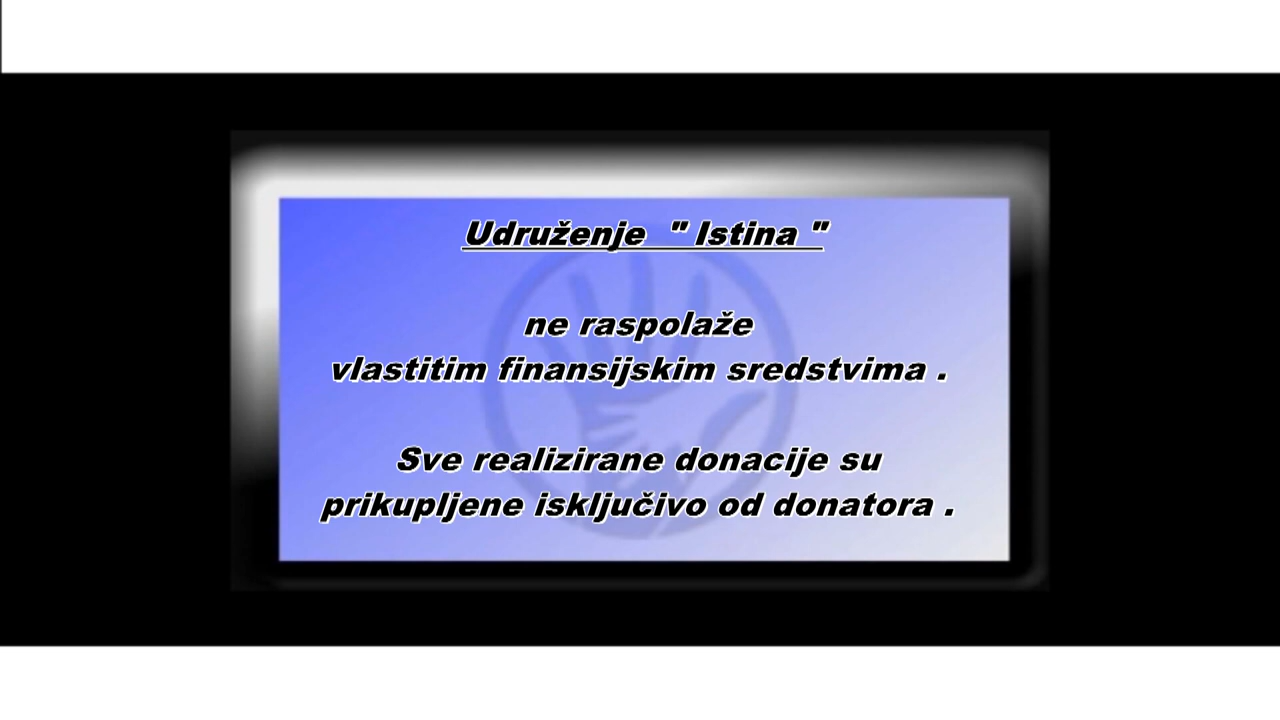 Udruženje " Istina "
ne raspolaže
vlastitim finansijskim sredstvima .
Sve realizirane donacije su
prikupljene isključivo od donatora .